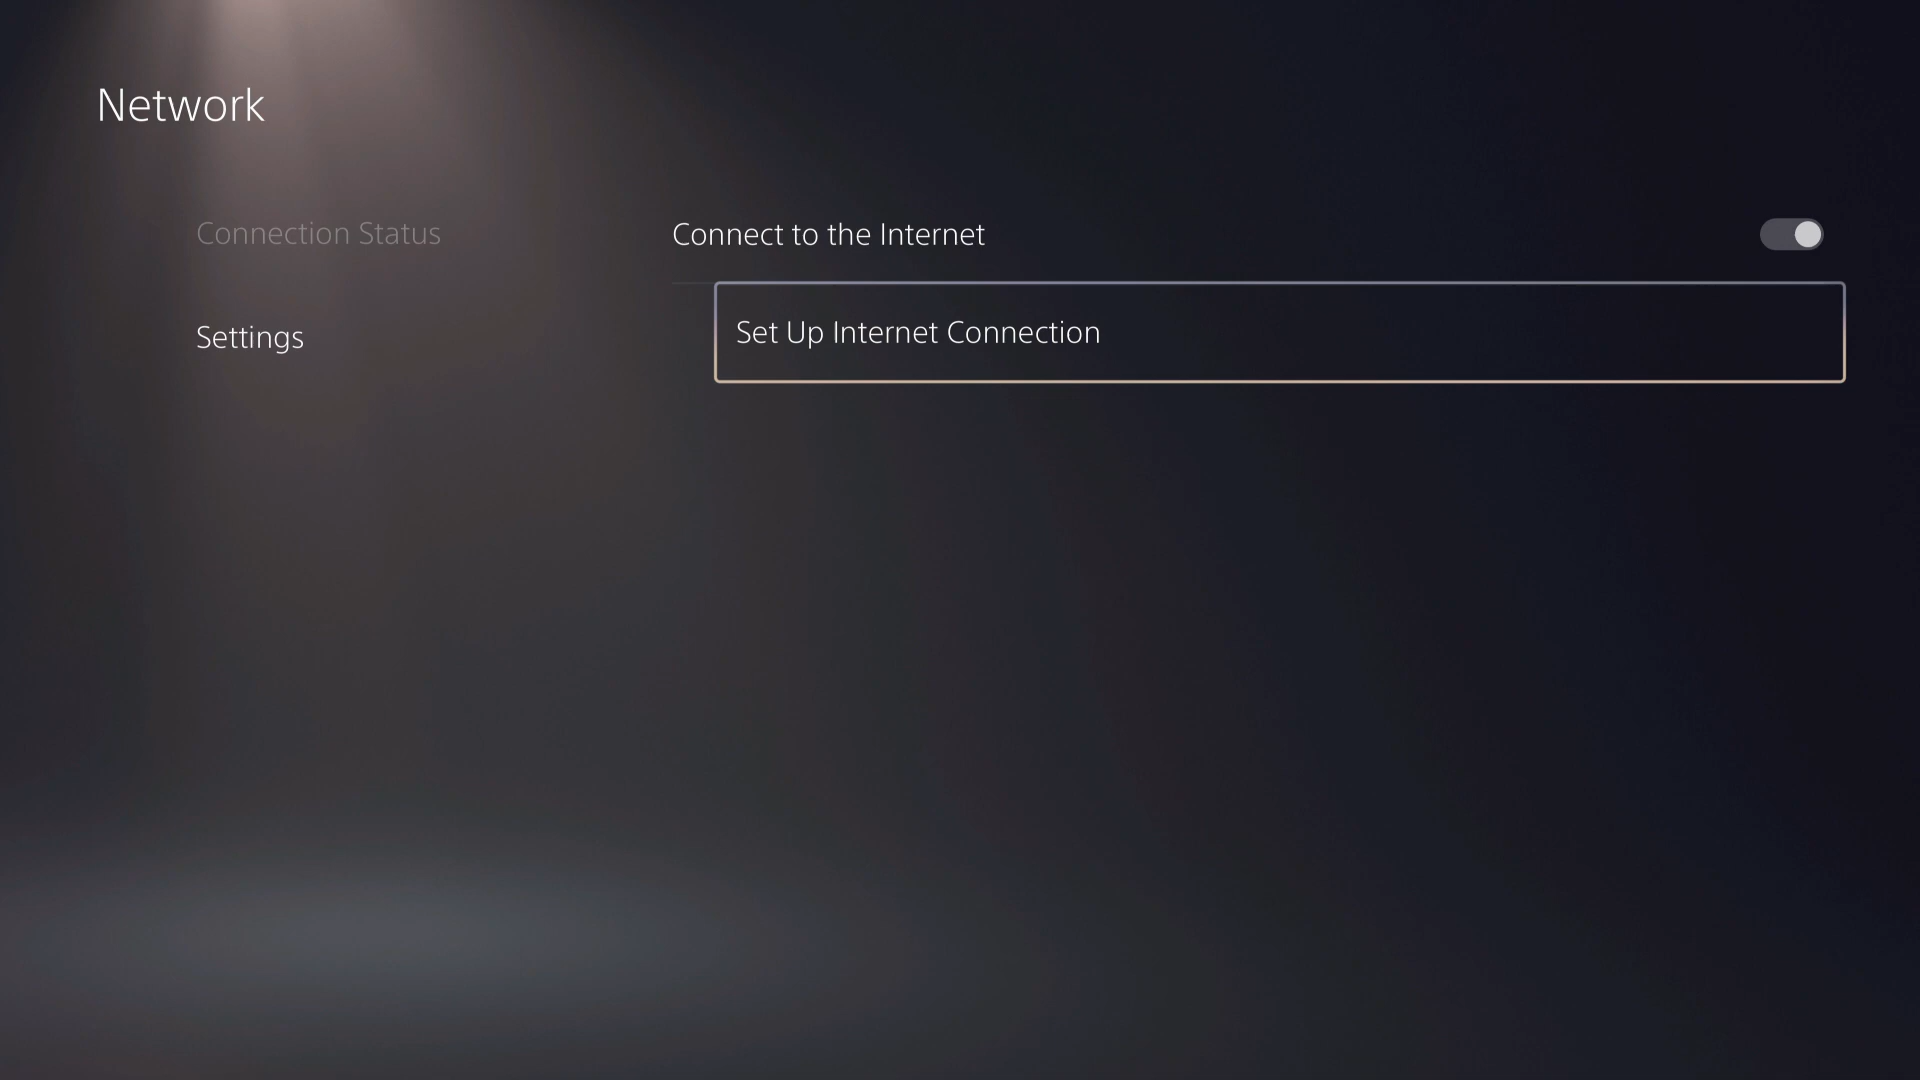 Network
Connection Status
Settings
Connect to the Internet
Set Up Internet Connection